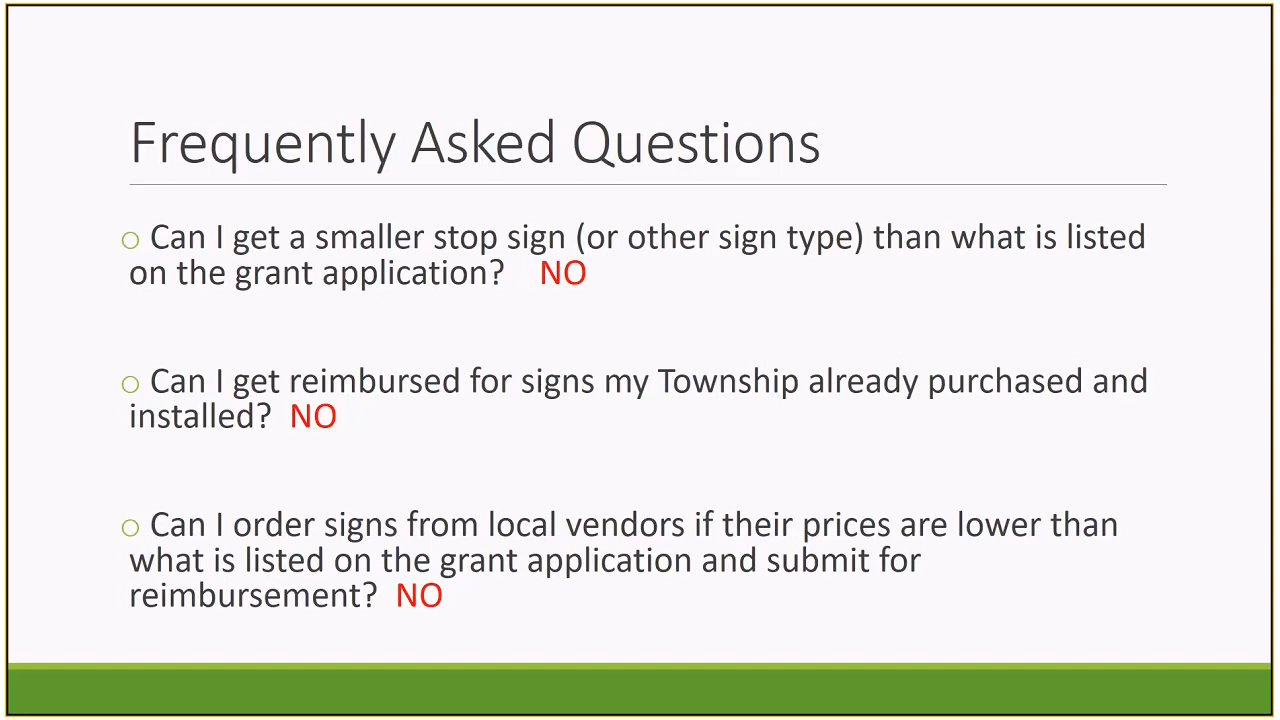 Frequently Asked Questions
o Can I get a smaller stop sign (or other sign type) than what is listed
on the grant application? NO
o Can I get reimbursed for signs my Township already purchased and
installed? NO
o Can I order signs from local vendors if their prices are lower than
what is listed on the grant application and submit for
reimbursement? NO